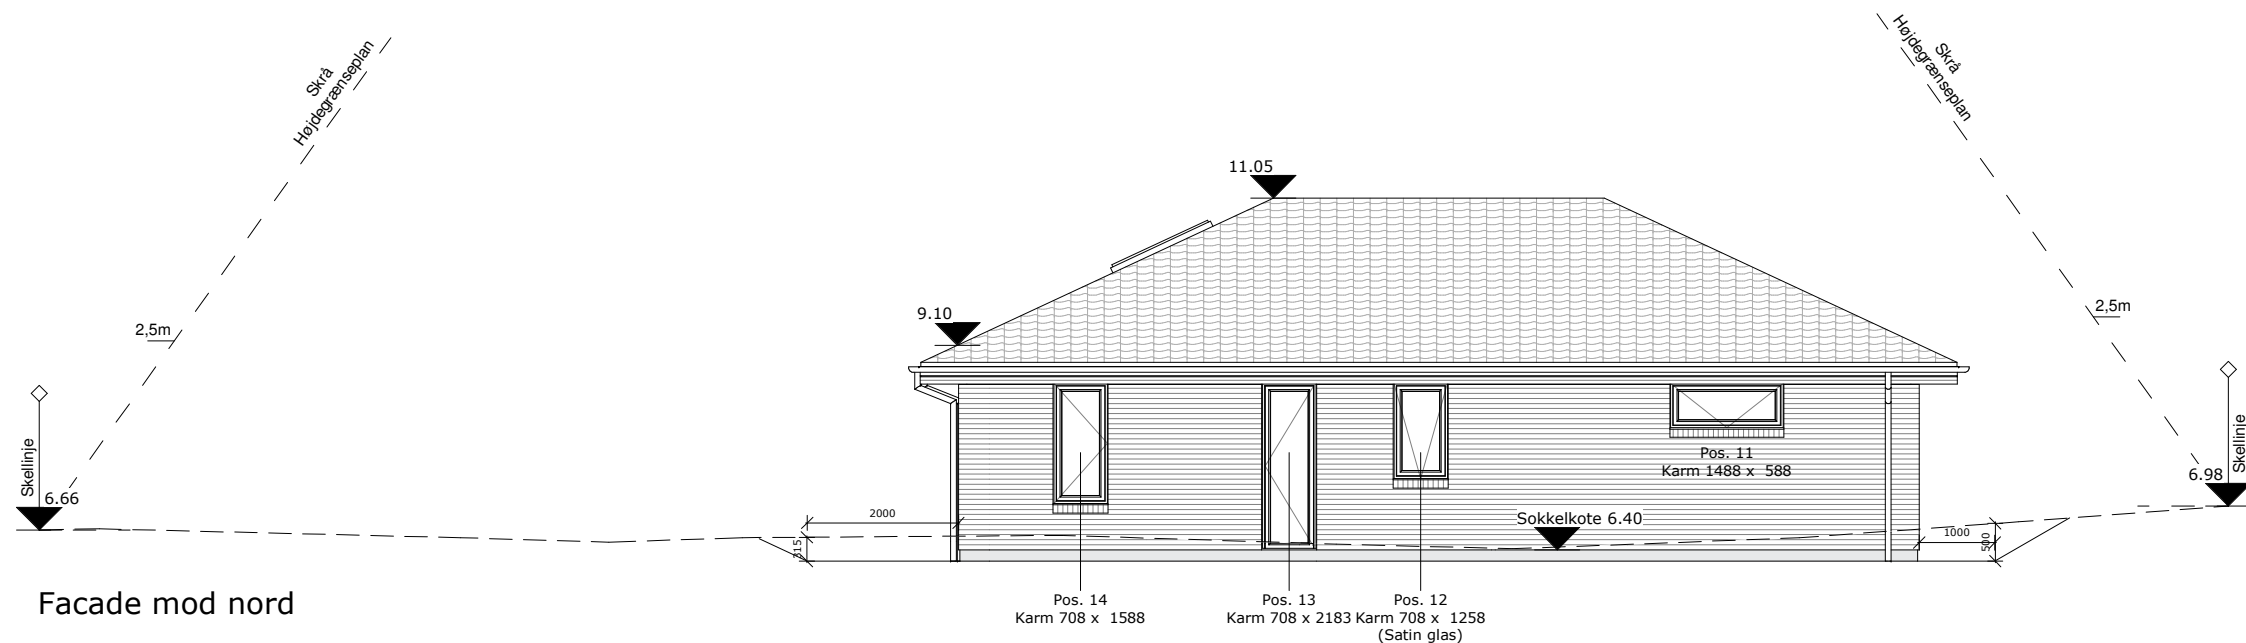 Skrå
Højdegrænseplan
Skrå
Højdegrænseplan
11.05
9.10
2,5m
2,5m
Skellinje
6.66
Skellinje
6.98
Pos. 11
Karm 1488 x 588
2000
315
Sokkelkote 6.40
1000
500
Pos. 14
Karm 708 x 1588
Pos. 13
Karm 708 x 2183
Pos. 12
Karm 708 x 1258
(Satin glas)
Facade mod nord